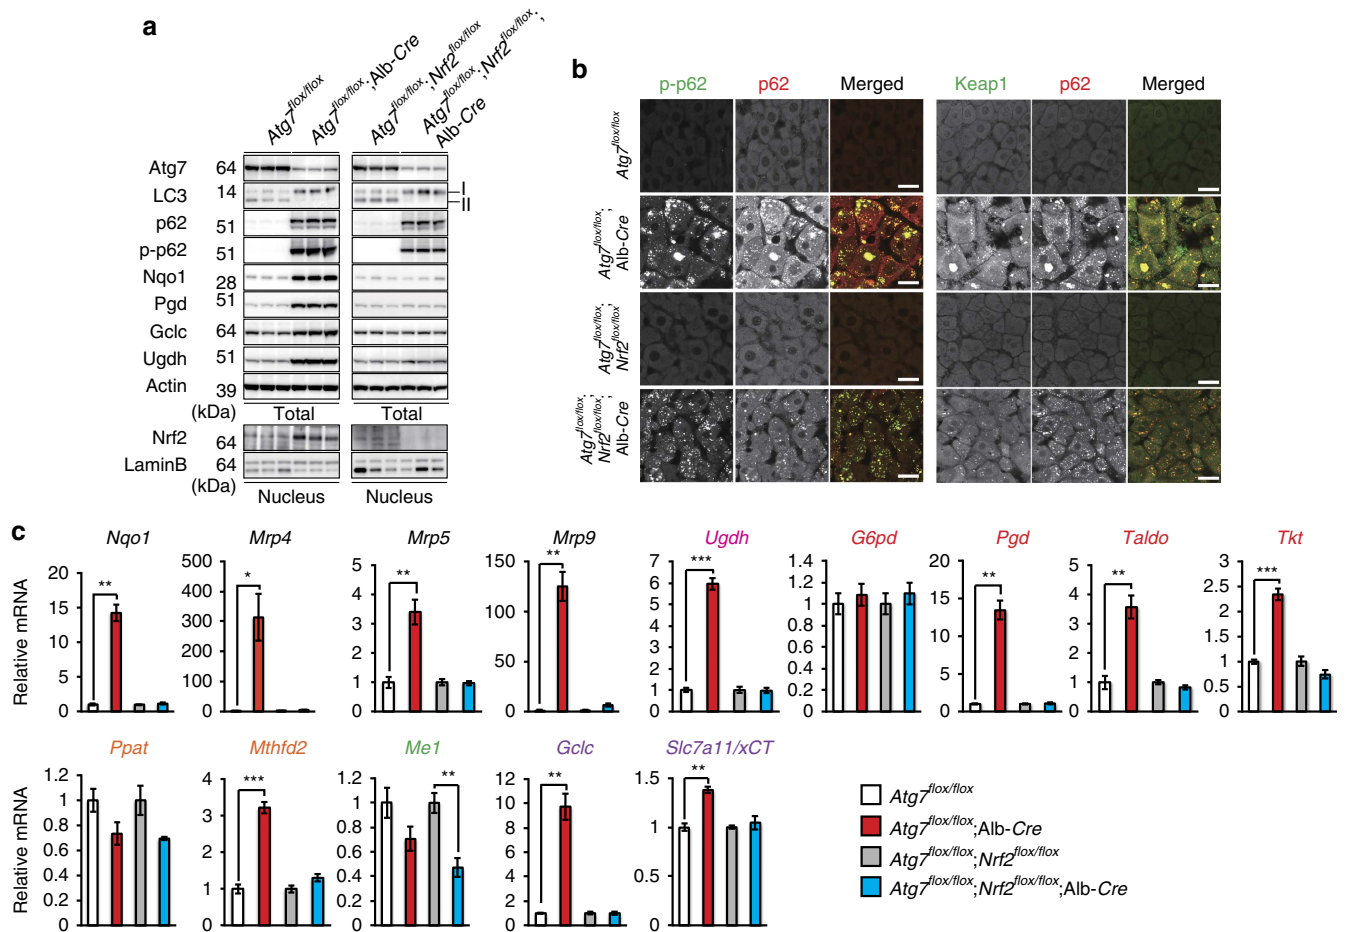 a
Atg7flox/flox
Atg7flox/flox;Alb-Cre
Atg7flox/flox;Nrf2flox/flox
Atg7flox/flox;Nrf2flox/flox;
Alb-Cre
Atg7 64
LC3 14 I
II
p62 51
p-p62 51
Nqo1 28
Pgd 51
Gclc 64
Ugdh 51
Actin 39
(kDa) Total Total
Nrf2 64
LaminB 64
(kDa) Nucleus Nucleus
b
p-p62 p62 Merged Keap1 p62 Merged
Atg7flox/flox
Atg7flox/flox;
Alb-Cre
Atg7flox/flox;
Nrf2flox/flox
Atg7flox/flox;
Nrf2flox/flox;
Alb-Cre
c
Relative mRNA
Nqo1
20
15
10
5
0
**
Mrp4
500
400
300
200
100
0
*
Mrp5
5
4
3
2
1
0
**
Mrp9
150
100
50
0
**
Ugdh
7
6
5
4
3
2
1
0
***
G6pd
1.4
1.2
1
0.8
0.6
0.4
0.2
0
Pgd
20
15
10
5
0
**
Taldo
5
4
3
2
1
0
**
Tkt
3
2.5
2
1.5
1
0.5
0
***
Relative mRNA
Ppat
1.2
1
0.8
0.6
0.4
0.2
0
Mthfd2
4
3
2
1
0
***
Me1
1.2
1
0.8
0.6
0.4
0.2
0
**
Gclc
12
10
8
6
4
2
0
**
Slc7a11/xCT
1.5
1
0.5
0
**
Atg7flox/flox
Atg7flox/flox;Alb-Cre
Atg7flox/flox;Nrf2flox/flox
Atg7flox/flox;Nrf2flox/flox;Alb-Cre